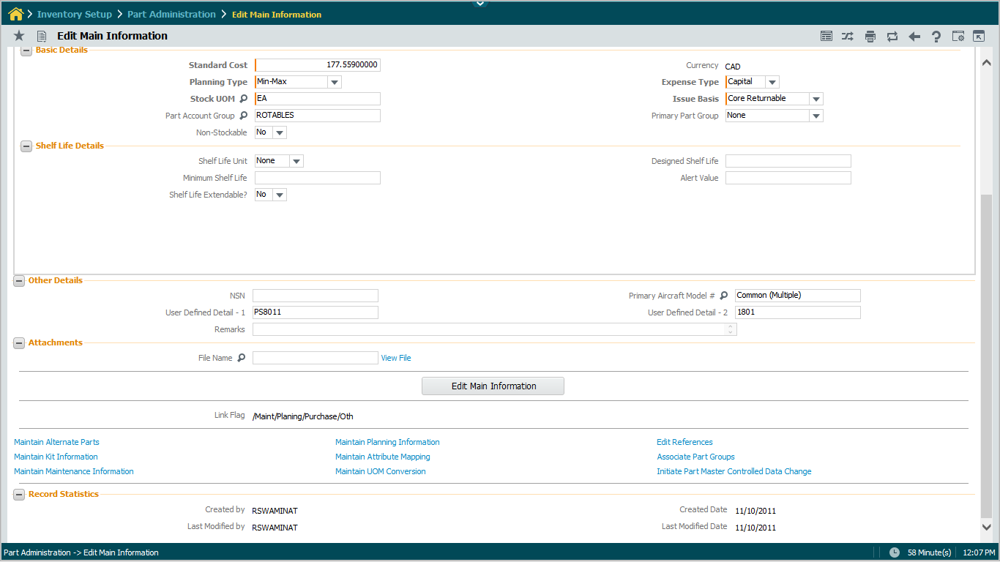 Inventory Setup > Part Administration > Edit Main Information
Edit Main Information
Basic Details
Standard Cost 177.55900000 Currency CAD
Planning Type Min-Max Expense Type Capital
Stock UOM EA Issue Basis Core Returnable
Part Account Group ROTABLES Primary Part Group None
Non-Stockable No
Shelf Life Details
Shelf Life Unit None Designed Shelf Life
Minimum Shelf Life Alert Value
Shelf Life Extendable? No
Other Details
NSN Primary Aircraft Model # Common (Multiple)
User Defined Detail - 1 PS8011 User Defined Detail - 2 1801
Remarks
Attachments
File Name View File
Edit Main Information
Link Flag /Maint/Planing/Purchase/Oth
Maintain Alternate Parts Maintain Planning Information Edit References
Maintain Kit Information Maintain Attribute Mapping Associate Part Groups
Maintain Maintenance Information Maintain UOM Conversion Initiate Part Master Controlled Data Change
Record Statistics
Created by RSWAMINAT Created Date 11/10/2011
Last Modified by RSWAMINAT Last Modified Date 11/10/2011
Part Administration -> Edit Main Information 58 Minute(s) 12:07 PM